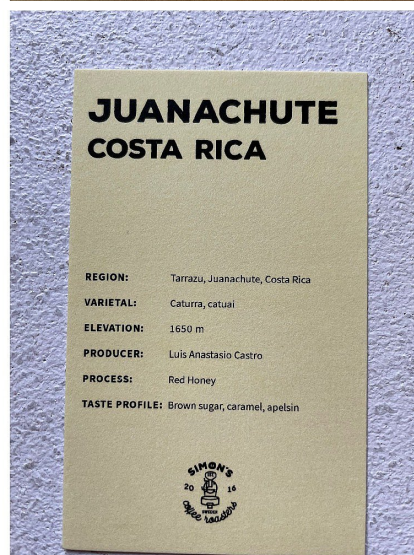 JUANACHUTE
COSTA RICA
REGION: Tarrazu, Juanachute, Costa Rica
VARIETAL: Caturra, catuai
ELEVATION: 1650 m
PRODUCER: Luis Anastasio Castro
PROCESS: Red Honey
TASTE PROFILE: Brown sugar, caramel, apelsin
SIMON'S
20 16
SWEDEN
coffee roasters